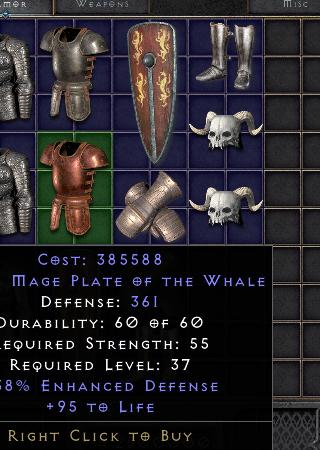 Weapons
Misc
Cost: 385588
Mage Plate of the Whale
Defense: 361
Durability: 60 of 60
Required Strength: 55
Required Level: 37
Enhanced Defense
+95 to Life
Right Click to Buy